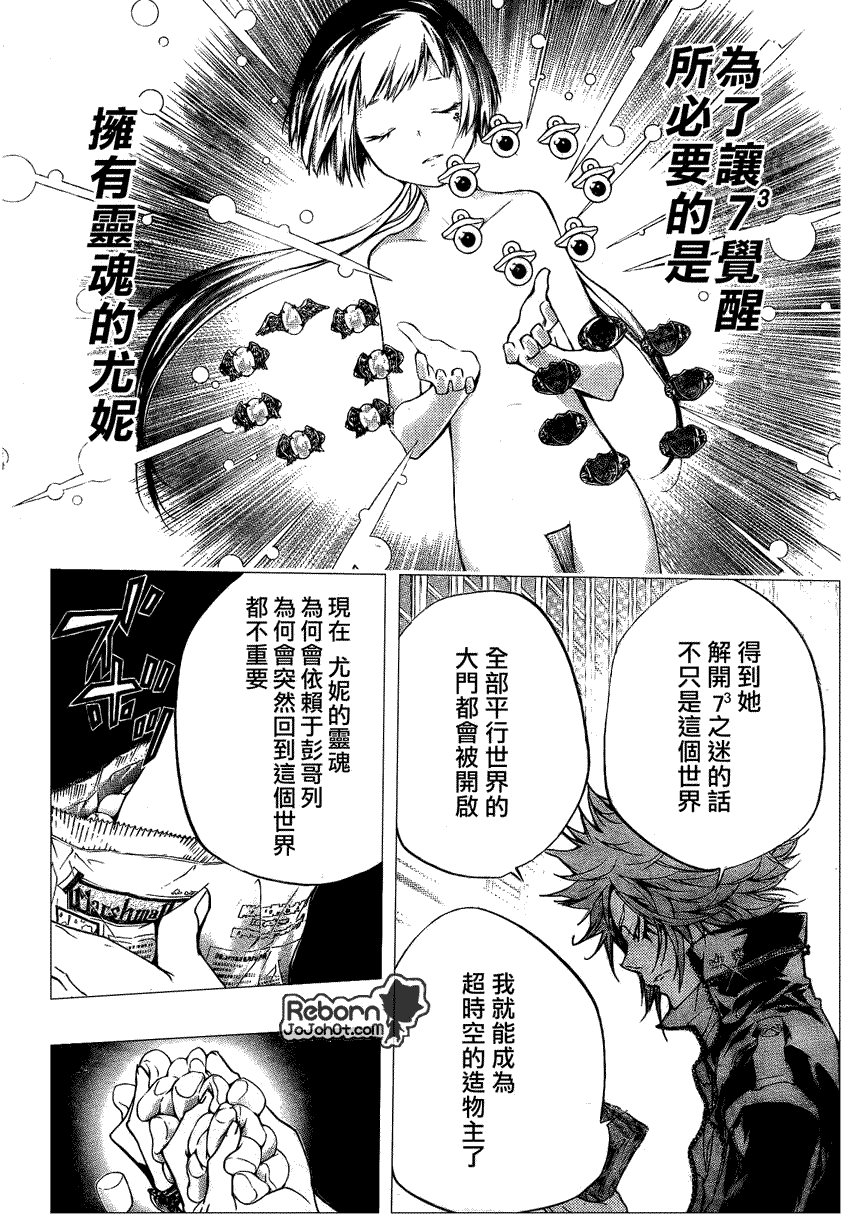 為了讓7³覺醒
所必要的是
擁有靈魂的尤妮
得到她
解開7³之迷的話
不只是這個世界
全部平行世界的
大門都會被開啟
我就能成為
超時空的造物主了
現在 尤妮的靈魂
為何會依賴于彭哥列
為何會突然回到這個世界
都不重要
Marshmal
Reborn
JoJoHOt.coM